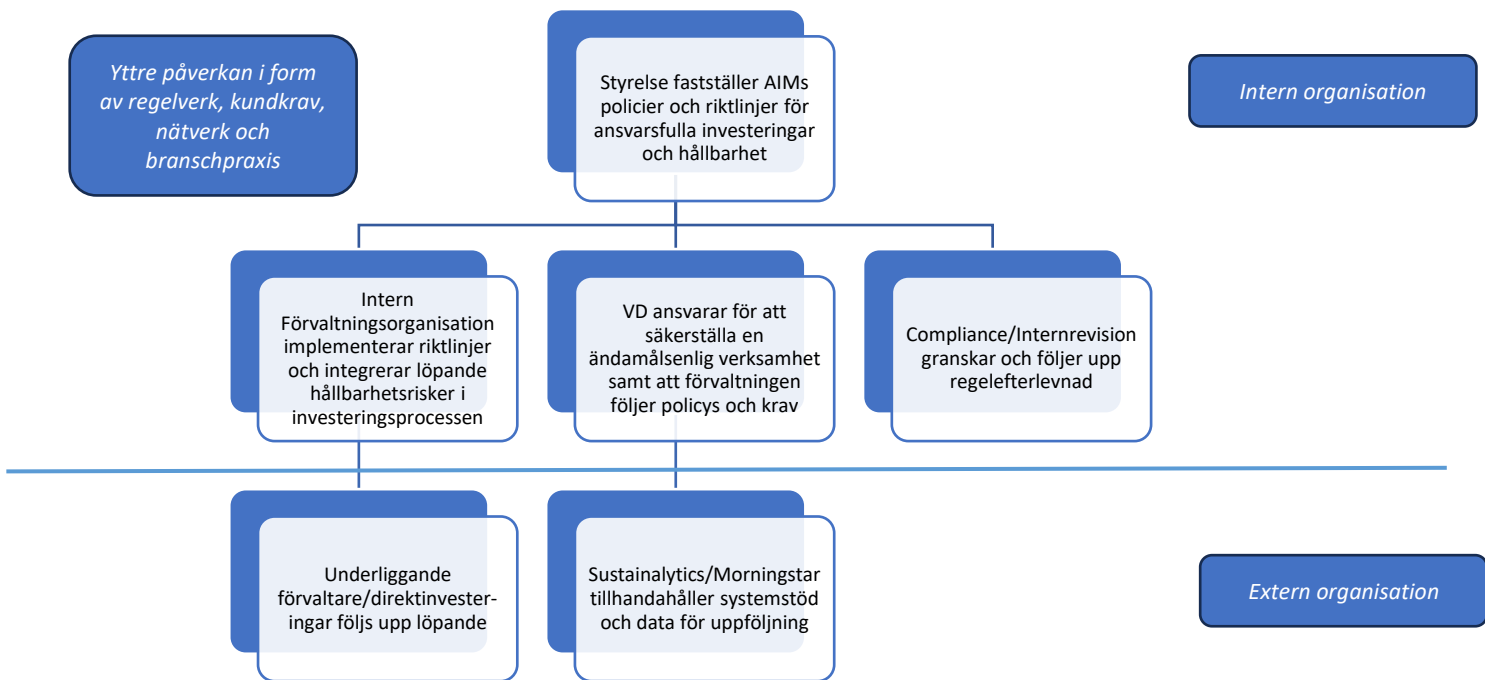 Yttre påverkan i form
av regelverk, kundkrav,
nätverk och
branschpraxis
Styrelse fastställer AIMs
policier och riktlinjer för
ansvarsfulla investeringar
och hållbarhet
Intern organisation
Intern
Förvaltningsorganisation
implementerar riktlinjer
och integrerar löpande
hållbarhetsrisker i
investeringsprocessen
VD ansvarar för att
säkerställa en
ändamålsenlig verksamhet
samt att förvaltningen
följer policys och krav
Compliance/Internrevision
granskar och följer upp
regelefterlevnad
Underliggande
förvaltare/direktinvester-
ingar följs upp löpande
Sustainalytics/Morningstar
tillhandahåller systemstöd
och data för uppföljning
Extern organisation